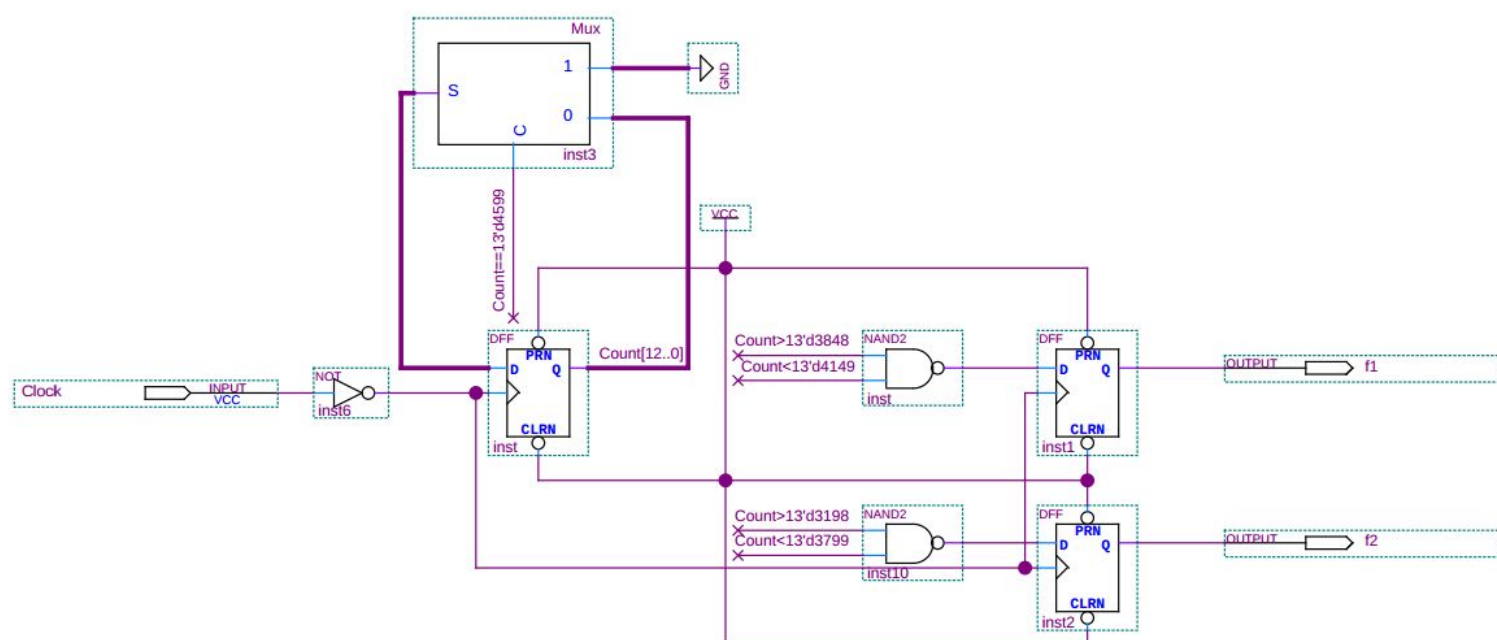 Mux
1
GND
S
0
C
inst3
Count==13'd4599
VCC
DFF
PRN
D
Q
CLRN
inst
Count[12..0]
Clock
INPUT
VCC
NOT
inst6
Count>13'd3848
Count<13'd4149
NAND2
inst
DFF
PRN
D
Q
CLRN
inst1
OUTPUT
f1
Count>13'd3198
Count<13'd3799
NAND2
inst10
DFF
PRN
D
Q
CLRN
inst2
OUTPUT
f2